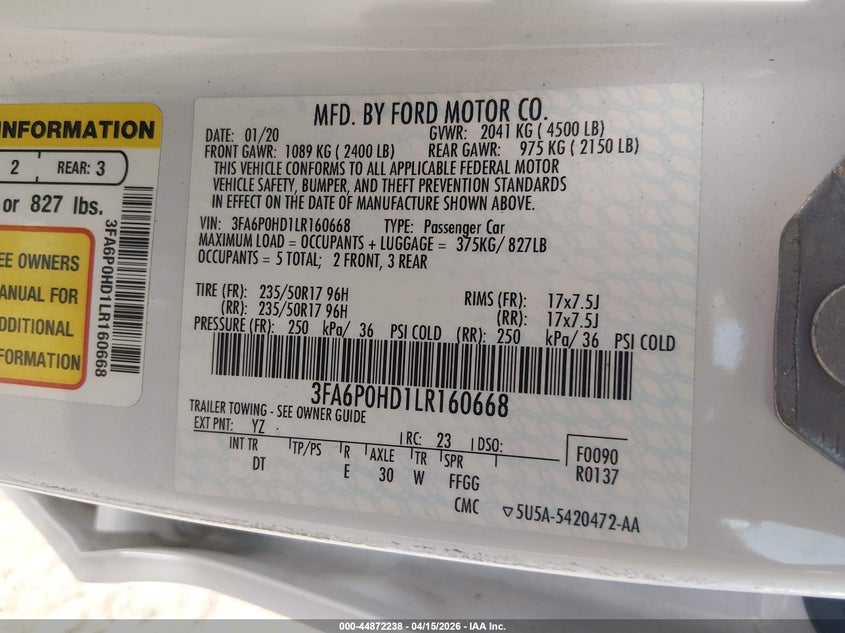 INFORMATION
2 REAR: 3
or 827 lbs.
EE OWNERS
ANUAL FOR
DDITIONAL
FORMATION
3FA6P0HD1LR160668
MFD. BY FORD MOTOR CO.
DATE: 01/20 GVWR: 2041 KG ( 4500 LB)
FRONT GAWR: 1089 KG ( 2400 LB) REAR GAWR: 975 KG ( 2150 LB)
THIS VEHICLE CONFORMS TO ALL APPLICABLE FEDERAL MOTOR
VEHICLE SAFETY, BUMPER, AND THEFT PREVENTION STANDARDS
IN EFFECT ON THE DATE OF MANUFACTURE SHOWN ABOVE.
VIN: 3FA6P0HD1LR160668 TYPE: Passenger Car
MAXIMUM LOAD = OCCUPANTS + LUGGAGE = 375KG/ 827LB
OCCUPANTS = 5 TOTAL; 2 FRONT, 3 REAR
TIRE (FR): 235/50R17 96H RIMS (FR): 17x7.5J
(RR): 235/50R17 96H (RR): 17x7.5J
PRESSURE (FR): 250 kPa/ 36 PSI COLD (RR): 250 kPa/ 36 PSI COLD
3FA6P0HD1LR160668
TRAILER TOWING - SEE OWNER GUIDE
EXT PNT: YZ RC: 23 DSO: F0090
INT TR TP/PS R AXLE TR SPR R0137
DT E 30 W FFGG
CMC ▽5U5A-5420472-AA
000-44872238 - 04/15/2026 - IAA Inc.